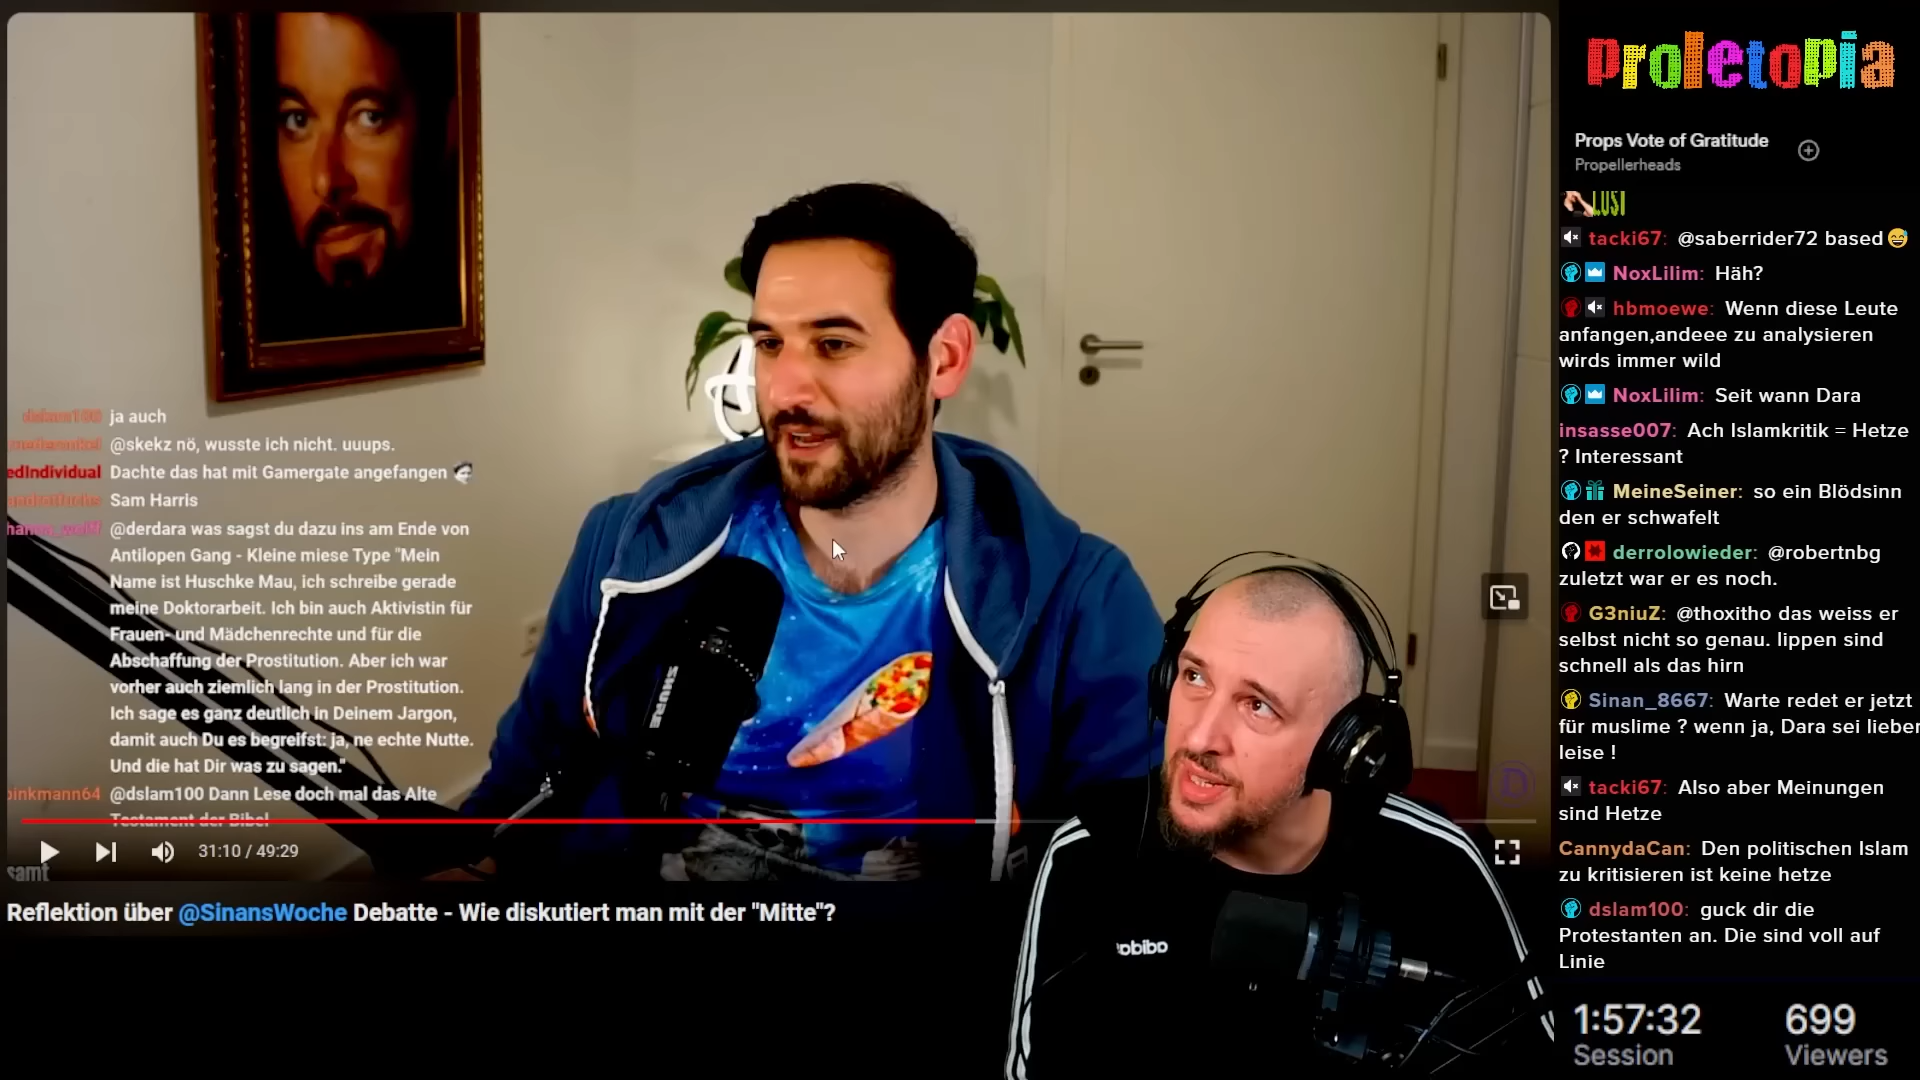 ja auch
@skekz nö, wusste ich nicht. uuups.
edIndividual Dachte das hat mit Gamergate angefangen
Sam Harris
@derdara was sagst du dazu ins am Ende von
Antilopen Gang - Kleine miese Type "Mein
Name ist Huschke Mau, ich schreibe gerade
meine Doktorarbeit. Ich bin auch Aktivistin für
Frauen- und Mädchenrechte und für die
Abschaffung der Prostitution. Aber ich war
vorher auch ziemlich lang in der Prostitution.
Ich sage es ganz deutlich in Deinem Jargon,
damit auch Du es begreifst: ja, ne echte Nutte.
Und die hat Dir was zu sagen."
inkmann64 @dslam100 Dann Lese doch mal das Alte
Testament der Bibel
31:10 / 49:29
samt
Reflektion über @SinansWoche Debatte - Wie diskutiert man mit der "Mitte"?
Proletopia
Props Vote of Gratitude
Propellerheads
LOST
tacki67: @saberrider72 based
NoxLilim: Häh?
hbmoewe: Wenn diese Leute
anfangen,andeee zu analysieren
wirds immer wild
NoxLilim: Seit wann Dara
insasse007: Ach Islamkritik = Hetze
? Interessant
MeineSeiner: so ein Blödsinn
den er schwafelt
derrolowieder: @robertnbg
zuletzt war er es noch.
G3niuZ: @thoxitho das weiss er
selbst nicht so genau. lippen sind
schnell als das hirn
Sinan_8667: Warte redet er jetzt
für muslime ? wenn ja, Dara sei lieber
leise !
tacki67: Also aber Meinungen
sind Hetze
CannydaCan: Den politischen Islam
zu kritisieren ist keine hetze
dslam100: guck dir die
Protestanten an. Die sind voll auf
Linie
1:57:32
Session
699
Viewers